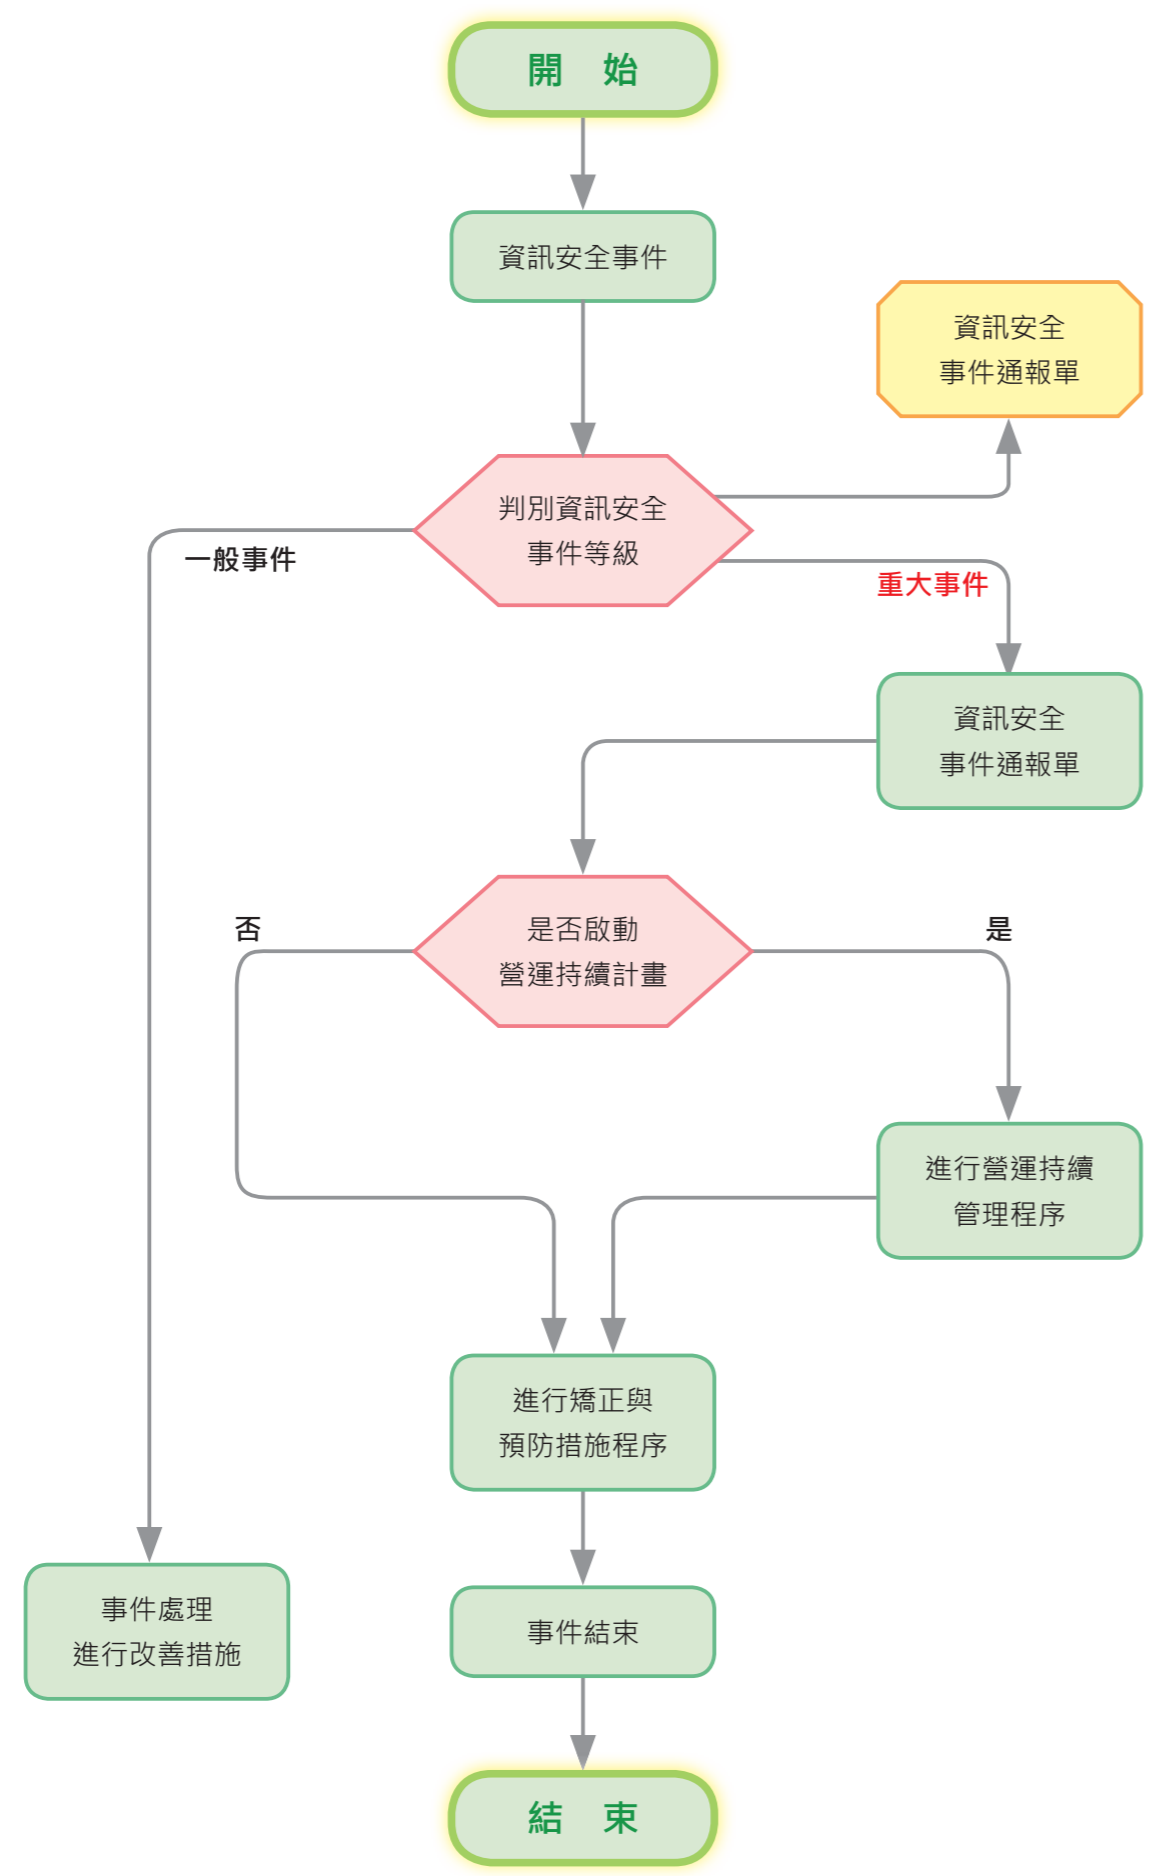 開 始
資訊安全事件
資訊安全
事件通報單
判別資訊安全
事件等級
一般事件
重大事件
資訊安全
事件通報單
是否啟動
營運持續計畫
否
是
進行營運持續
管理程序
進行矯正與
預防措施程序
事件處理
進行改善措施
事件結束
結 束